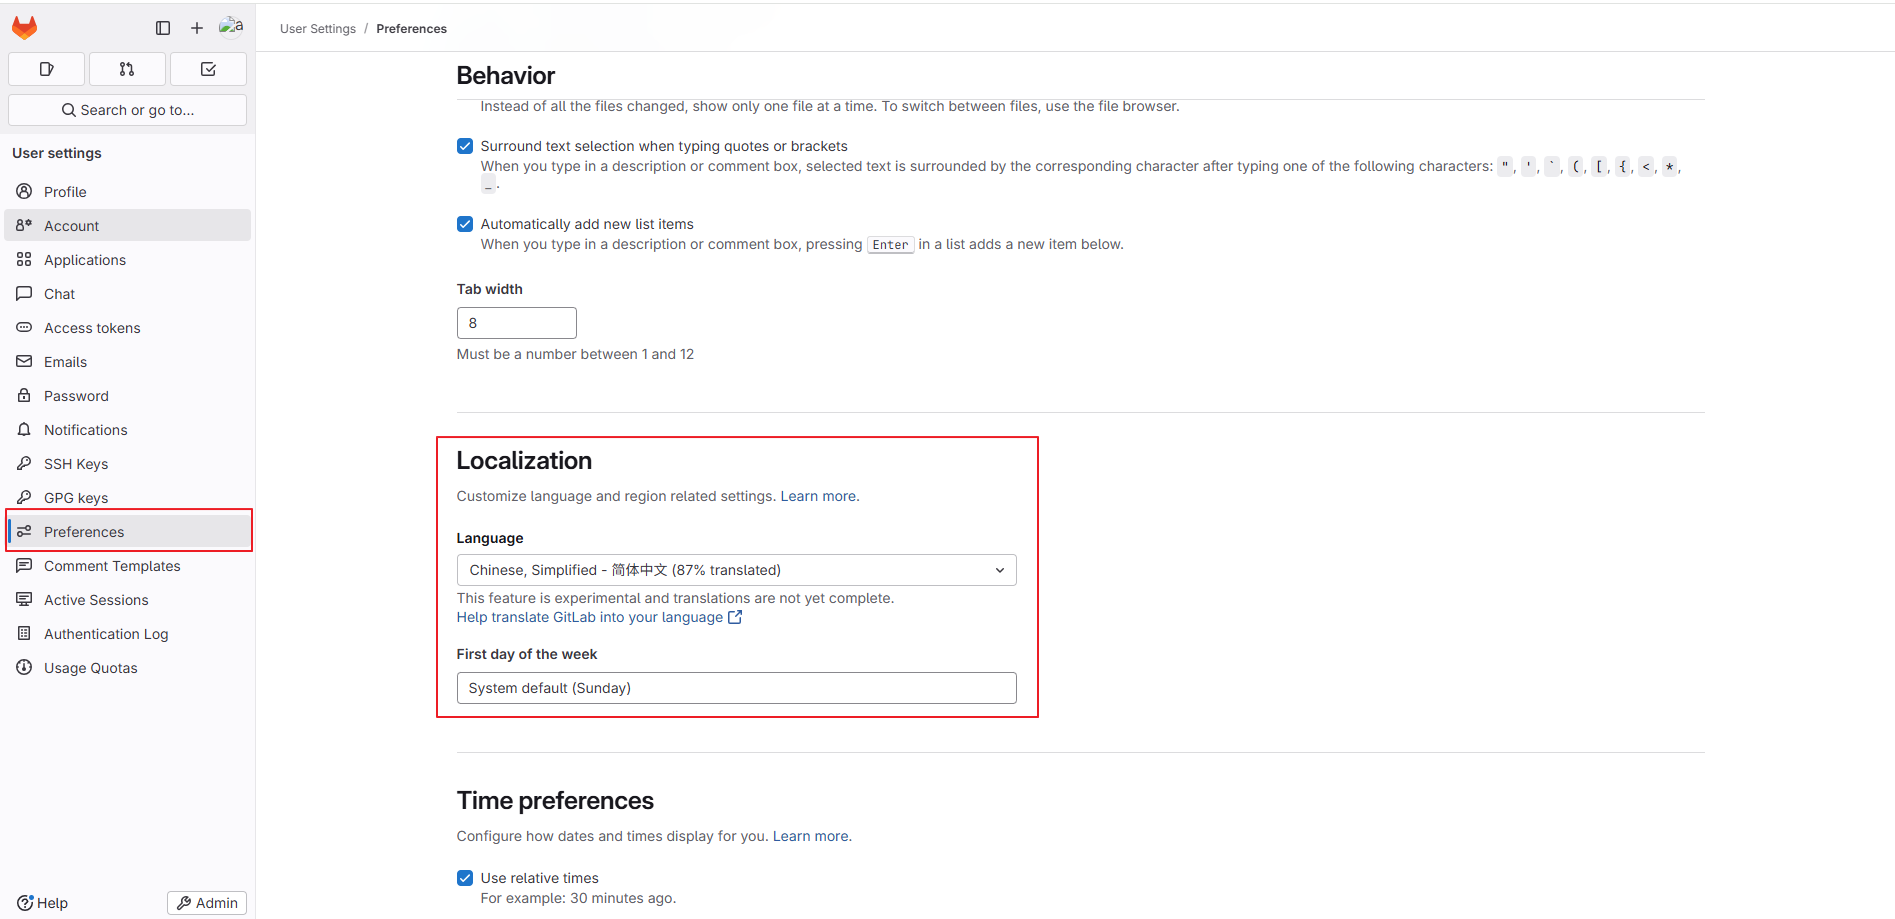 a
User Settings / Preferences
Search or go to...
User settings
Profile
Account
Applications
Chat
Access tokens
Emails
Password
Notifications
SSH Keys
GPG keys
Preferences
Comment Templates
Active Sessions
Authentication Log
Usage Quotas
Help
Admin
Behavior
Instead of all the files changed, show only one file at a time. To switch between files, use the file browser.
Surround text selection when typing quotes or brackets
When you type in a description or comment box, selected text is surrounded by the corresponding character after typing one of the following characters: ", ', `, (, [, {, <, *,
_.
Automatically add new list items
When you type in a description or comment box, pressing Enter in a list adds a new item below.
Tab width
8
Must be a number between 1 and 12
Localization
Customize language and region related settings. Learn more.
Language
Chinese, Simplified - 简体中文 (87% translated)
This feature is experimental and translations are not yet complete.
Help translate GitLab into your language
First day of the week
System default (Sunday)
Time preferences
Configure how dates and times display for you. Learn more.
Use relative times
For example: 30 minutes ago.